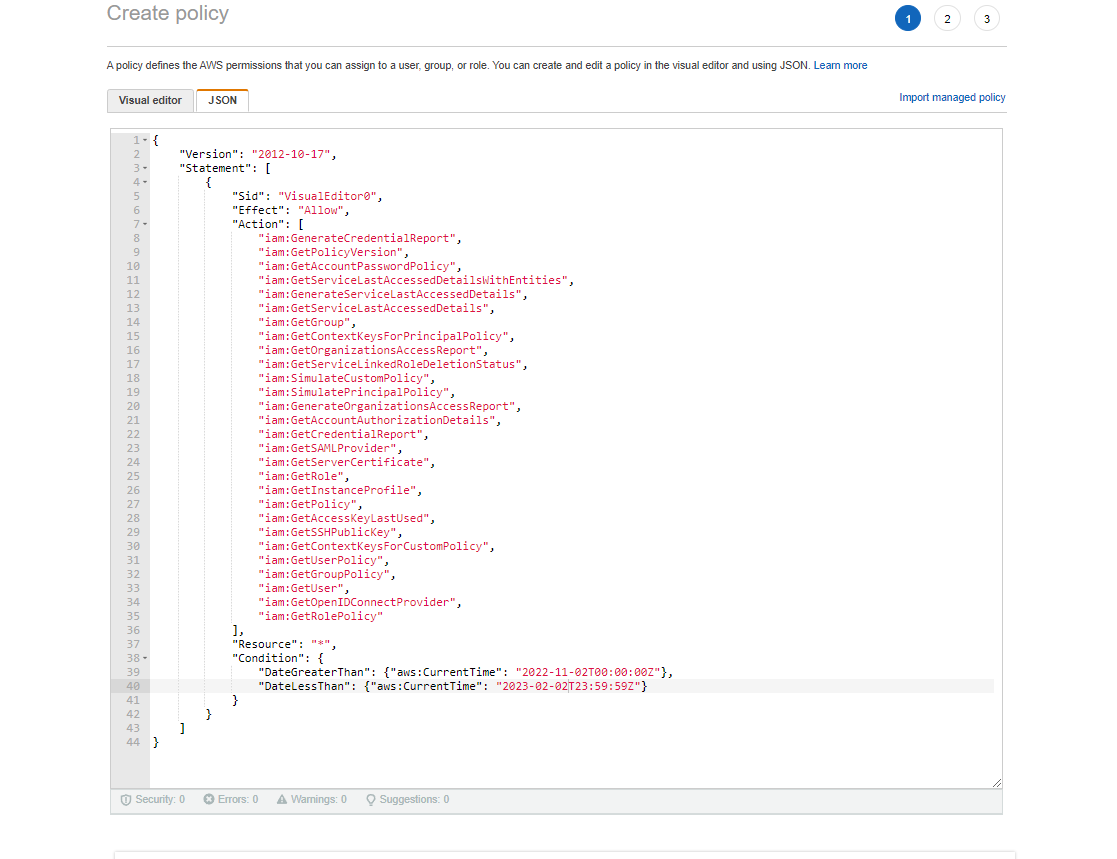 Create policy
1 2 3
A policy defines the AWS permissions that you can assign to a user, group, or role. You can create and edit a policy in the visual editor and using JSON. Learn more
Visual editor JSON Import managed policy
1 {
2 "Version": "2012-10-17",
3 "Statement": [
4 {
5 "Sid": "VisualEditor0",
6 "Effect": "Allow",
7 "Action": [
8 "iam:GenerateCredentialReport",
9 "iam:GetPolicyVersion",
10 "iam:GetAccountPasswordPolicy",
11 "iam:GetServiceLastAccessedDetailsWithEntities",
12 "iam:GenerateServiceLastAccessedDetails",
13 "iam:GetServiceLastAccessedDetails",
14 "iam:GetGroup",
15 "iam:GetContextKeysForPrincipalPolicy",
16 "iam:GetOrganizationsAccessReport",
17 "iam:GetServiceLinkedRoleDeletionStatus",
18 "iam:SimulateCustomPolicy",
19 "iam:SimulatePrincipalPolicy",
20 "iam:GenerateOrganizationsAccessReport",
21 "iam:GetAccountAuthorizationDetails",
22 "iam:GetCredentialReport",
23 "iam:GetSAMLProvider",
24 "iam:GetServerCertificate",
25 "iam:GetRole",
26 "iam:GetInstanceProfile",
27 "iam:GetPolicy",
28 "iam:GetAccessKeyLastUsed",
29 "iam:GetSSHPublicKey",
30 "iam:GetContextKeysForCustomPolicy",
31 "iam:GetUserPolicy",
32 "iam:GetGroupPolicy",
33 "iam:GetUser",
34 "iam:GetOpenIDConnectProvider",
35 "iam:GetRolePolicy"
36 ],
37 "Resource": "*",
38 "Condition": {
39 "DateGreaterThan": {"aws:CurrentTime": "2022-11-02T00:00:00Z"},
40 "DateLessThan": {"aws:CurrentTime": "2023-02-02T23:59:59Z"}
41 }
42 }
43 ]
44 }
Security: 0 Errors: 0 Warnings: 0 Suggestions: 0